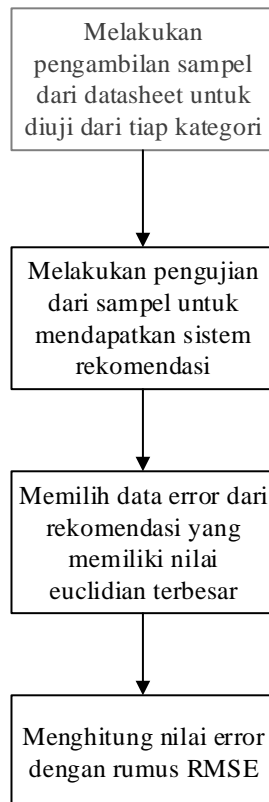 Melakukan
pengambilan sampel
dari datasheet untuk
diuji dari tiap kategori
Melakukan pengujian
dari sampel untuk
mendapatkan sistem
rekomendasi
Memilih data error dari
rekomendasi yang
memiliki nilai
euclidian terbesar
Menghitung nilai error
dengan rumus RMSE